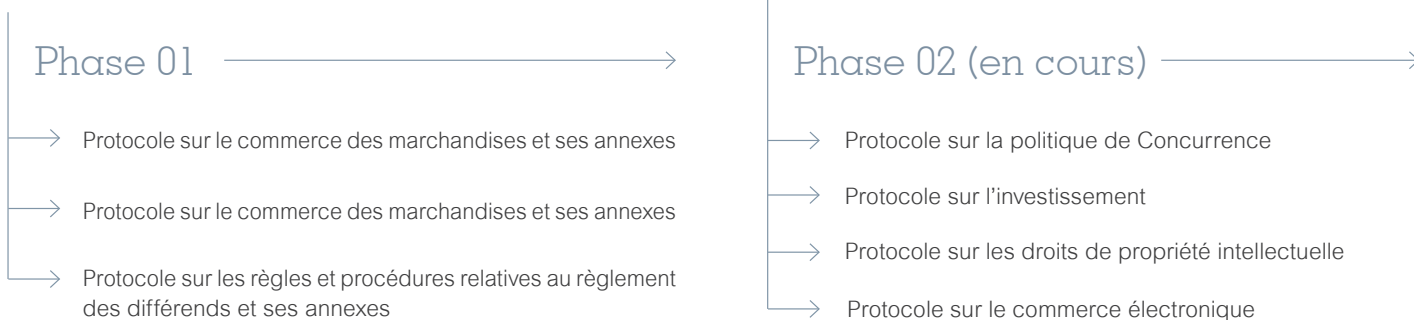 Phase 01
Protocole sur le commerce des marchandises et ses annexes
Protocole sur le commerce des marchandises et ses annexes
Protocole sur les règles et procédures relatives au règlement
des différends et ses annexes
Phase 02 (en cours)
Protocole sur la politique de Concurrence
Protocole sur l'investissement
Protocole sur les droits de propriété intellectuelle
Protocole sur le commerce électronique